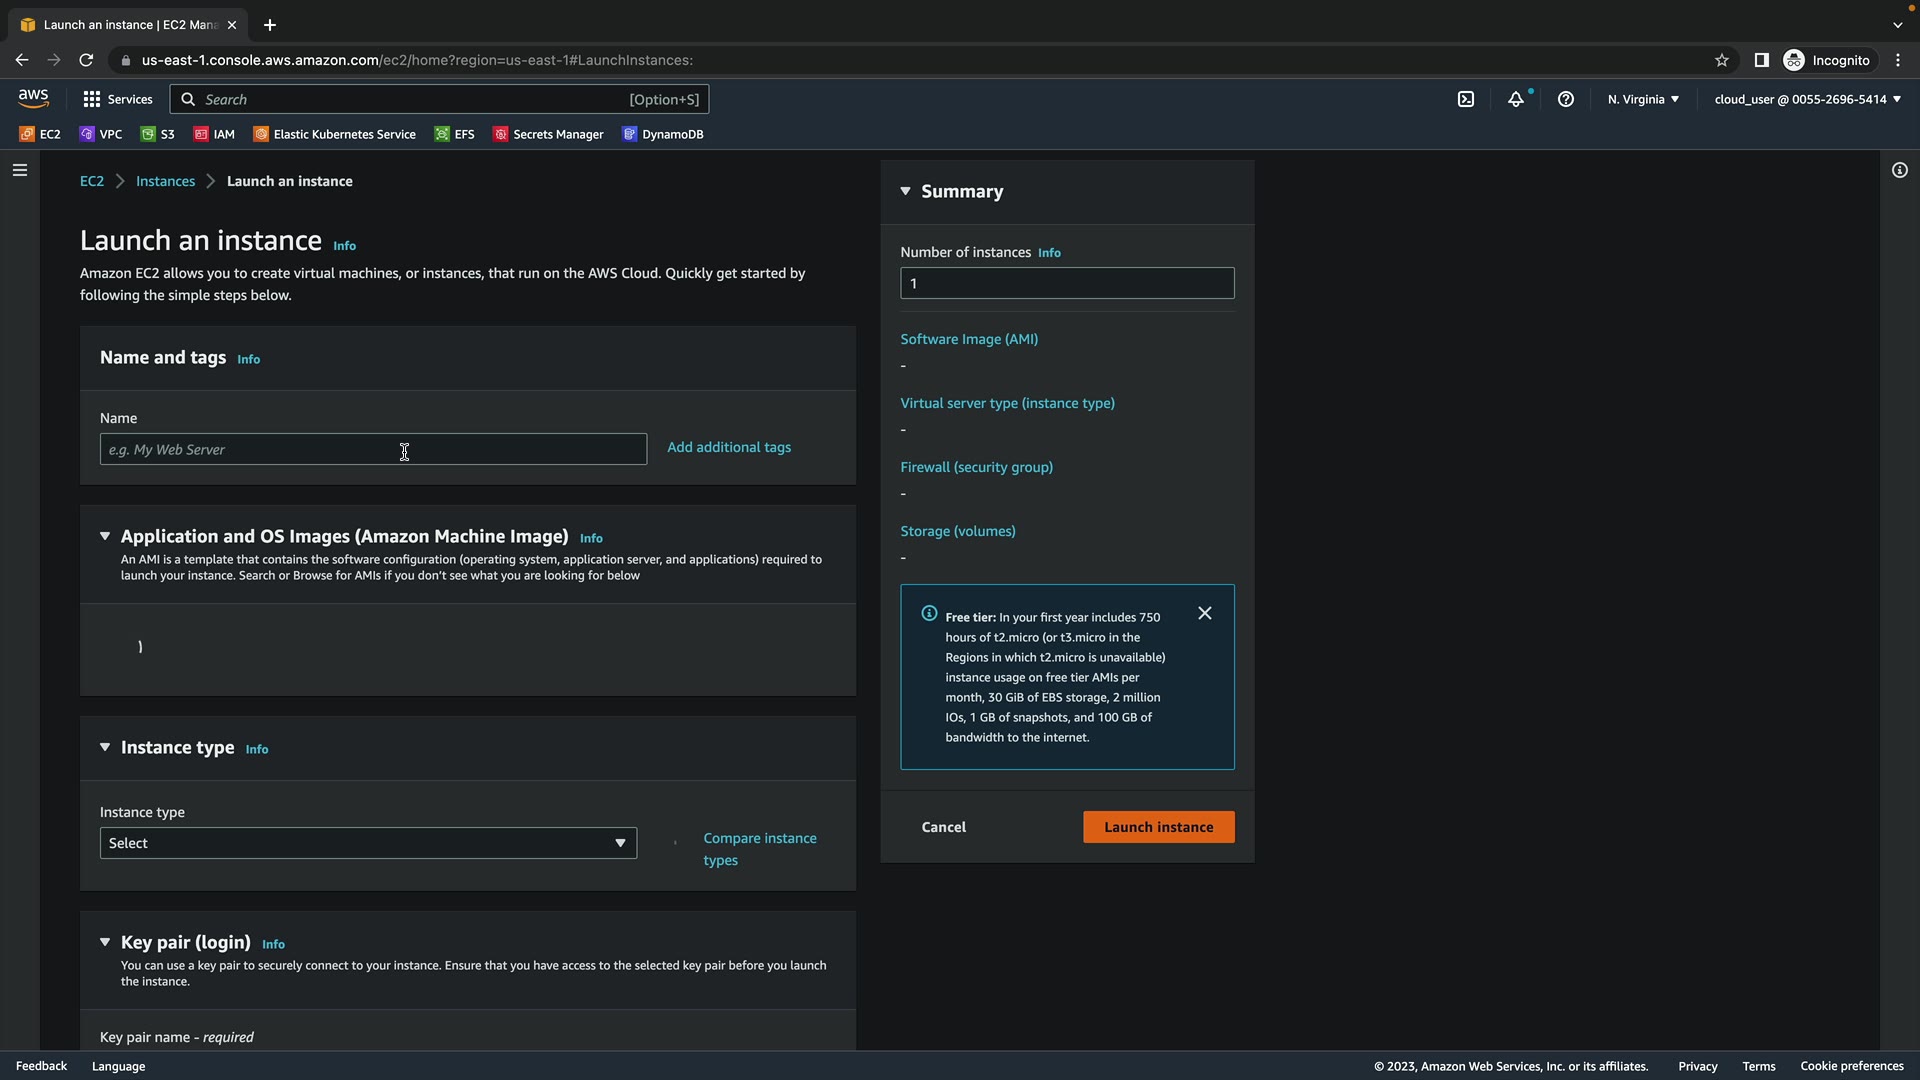 Launch an instance | EC2 Mana
us-east-1.console.aws.amazon.com/ec2/home?region=us-east-1#LaunchInstances:
Incognito
aws
Services
Search
[Option+S]
N. Virginia
cloud_user @ 0055-2696-5414
EC2
VPC
S3
IAM
Elastic Kubernetes Service
EFS
Secrets Manager
DynamoDB
EC2
Instances
Launch an instance
Launch an instance Info
Amazon EC2 allows you to create virtual machines, or instances, that run on the AWS Cloud. Quickly get started by
following the simple steps below.
Name and tags Info
Name
e.g. My Web Server
Add additional tags
Application and OS Images (Amazon Machine Image) Info
An AMI is a template that contains the software configuration (operating system, application server, and applications) required to
launch your instance. Search or Browse for AMIs if you don't see what you are looking for below
Instance type Info
Instance type
Select
Compare instance
types
Key pair (login) Info
You can use a key pair to securely connect to your instance. Ensure that you have access to the selected key pair before you launch
the instance.
Key pair name - required
Summary
Number of instances Info
1
Software Image (AMI)
-
Virtual server type (instance type)
-
Firewall (security group)
-
Storage (volumes)
-
Free tier: In your first year includes 750
hours of t2.micro (or t3.micro in the
Regions in which t2.micro is unavailable)
instance usage on free tier AMIs per
month, 30 GiB of EBS storage, 2 million
IOs, 1 GB of snapshots, and 100 GB of
bandwidth to the internet.
Cancel
Launch instance
Feedback
Language
© 2023, Amazon Web Services, Inc. or its affiliates.
Privacy
Terms
Cookie preferences